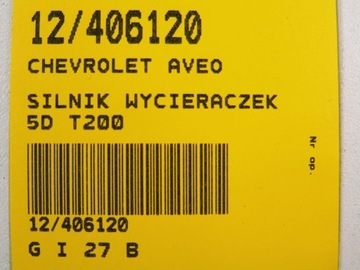 12/406120
CHEVROLET AVEO
SILNIK WYCIERACZEK
5D T200
Nr op.
12/406120
G I 27 B